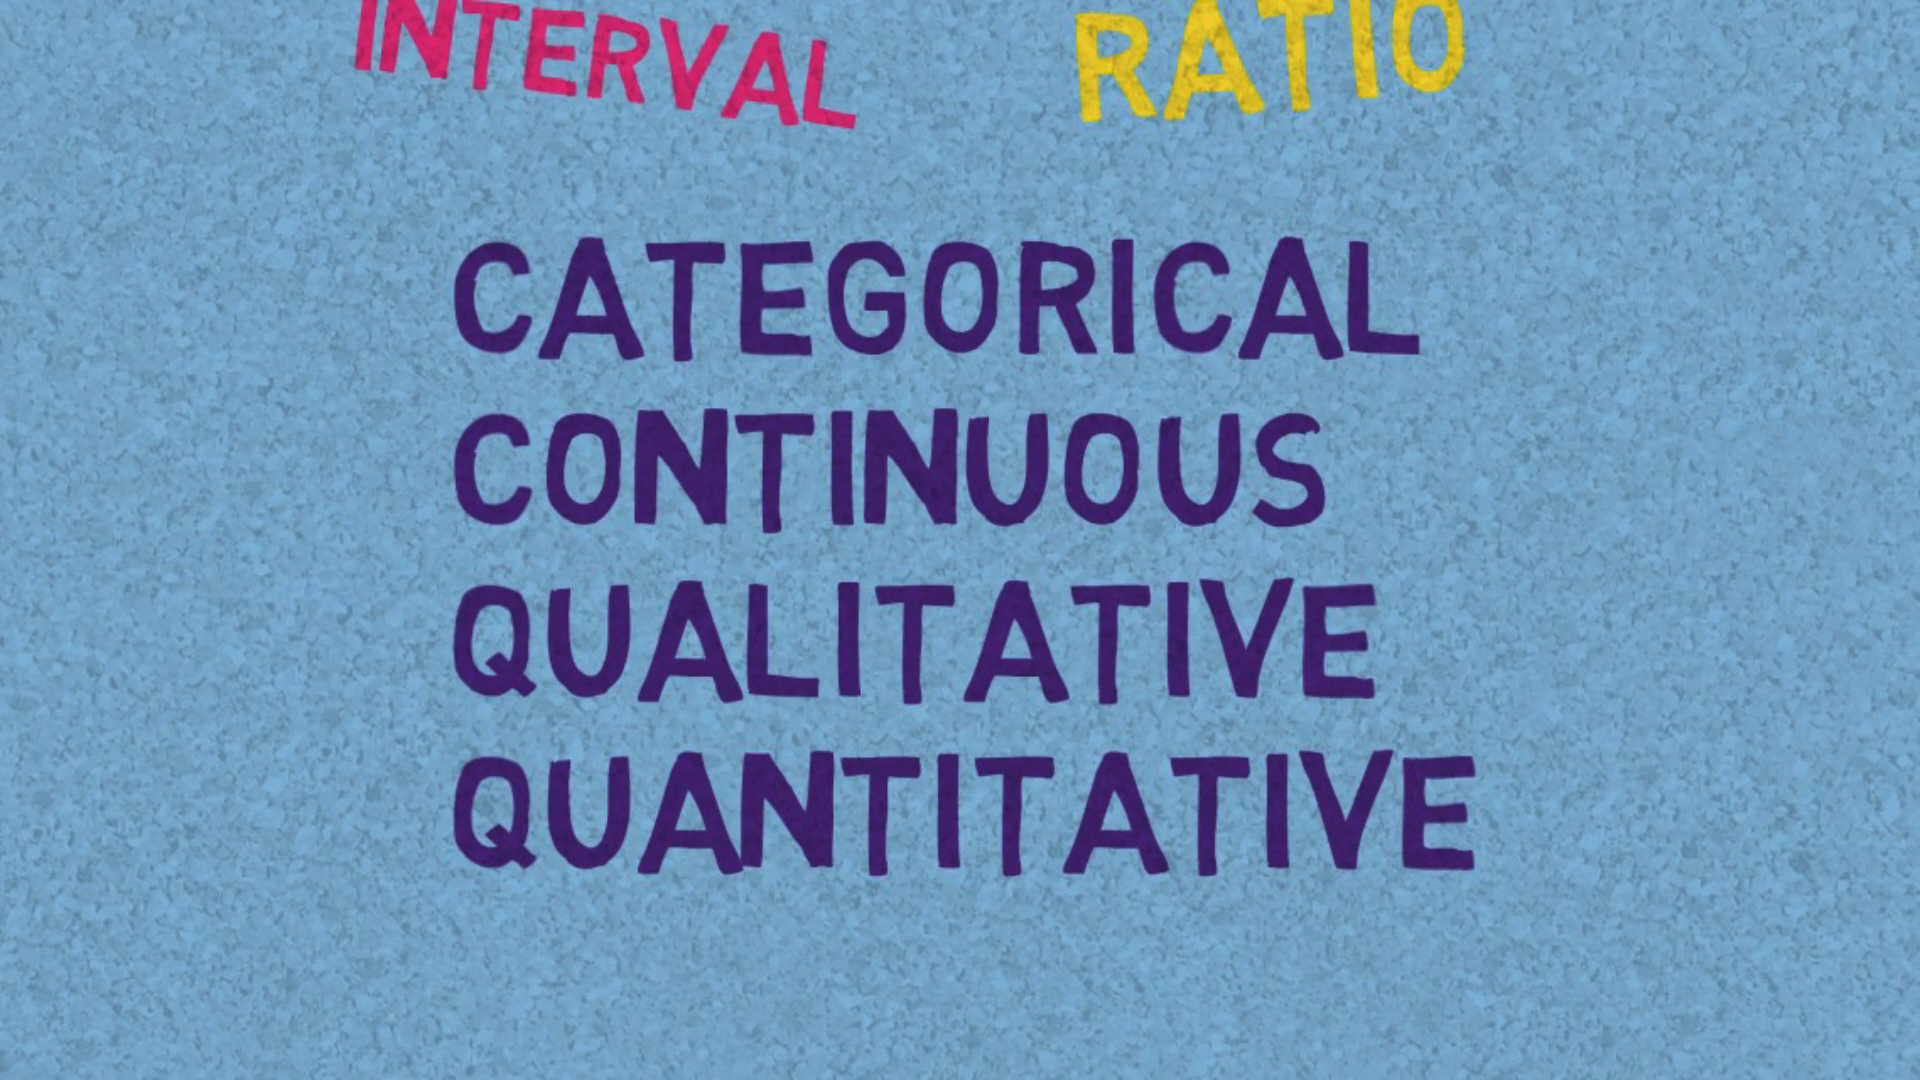 INTERVAL RATIO
CATEGORICAL
CONTINUOUS
QUALITATIVE
QUANTITATIVE